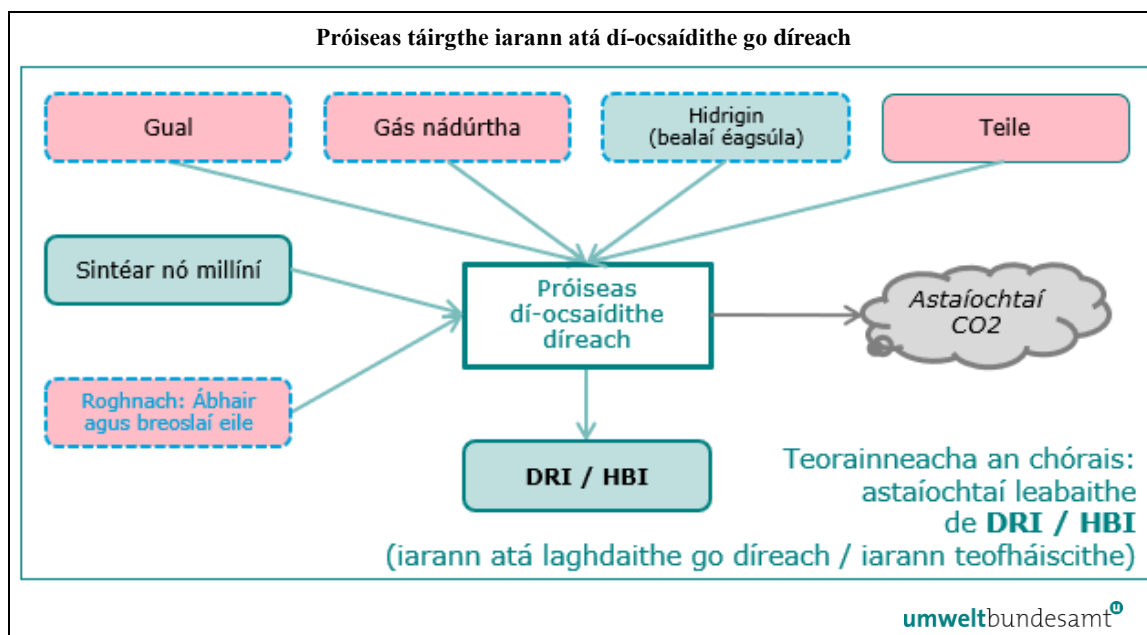 Próiseas táirgthe iarann atá dí-ocsaídithe go díreach
Gual
Gás nádúrtha
Hidrigin
(bealaí éagsúla)
Teile
Sintéar nó millíní
Próiseas
dí-ocsaídithe
díreach
Astaíochtaí
CO2
Roghnach: Ábhair
agus breoslaí eile
DRI / HBI
Teorainneacha an chórais:
astaíochtaí leabaithe
de DRI / HBI
(iarann atá laghdaithe go díreach / iarann teofháiscithe)
umweltbundesamt